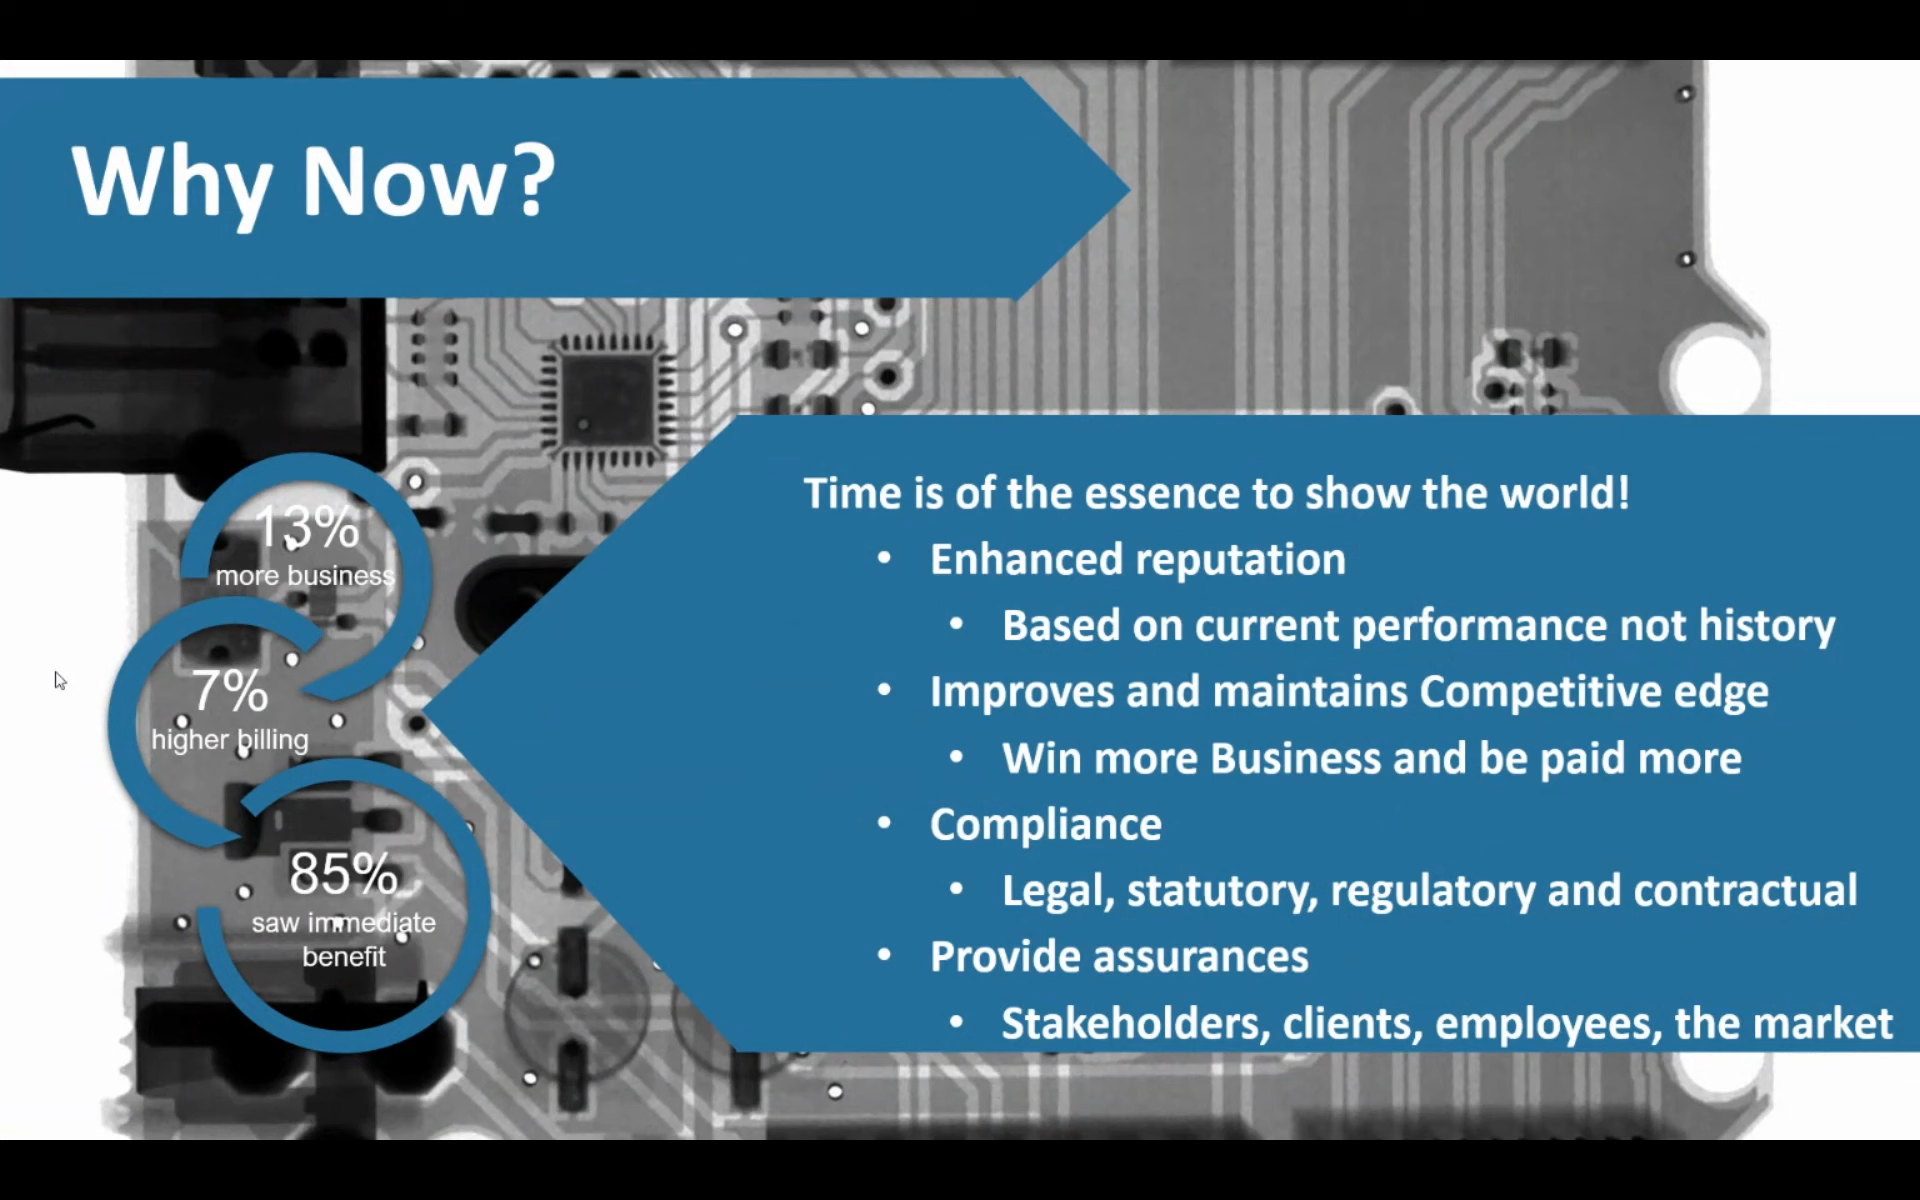 Why Now?
13%
more business
7%
higher billing
85%
saw immediate
benefit
Time is of the essence to show the world!
• Enhanced reputation
• Based on current performance not history
• Improves and maintains Competitive edge
• Win more Business and be paid more
• Compliance
• Legal, statutory, regulatory and contractual
• Provide assurances
• Stakeholders, clients, employees, the market